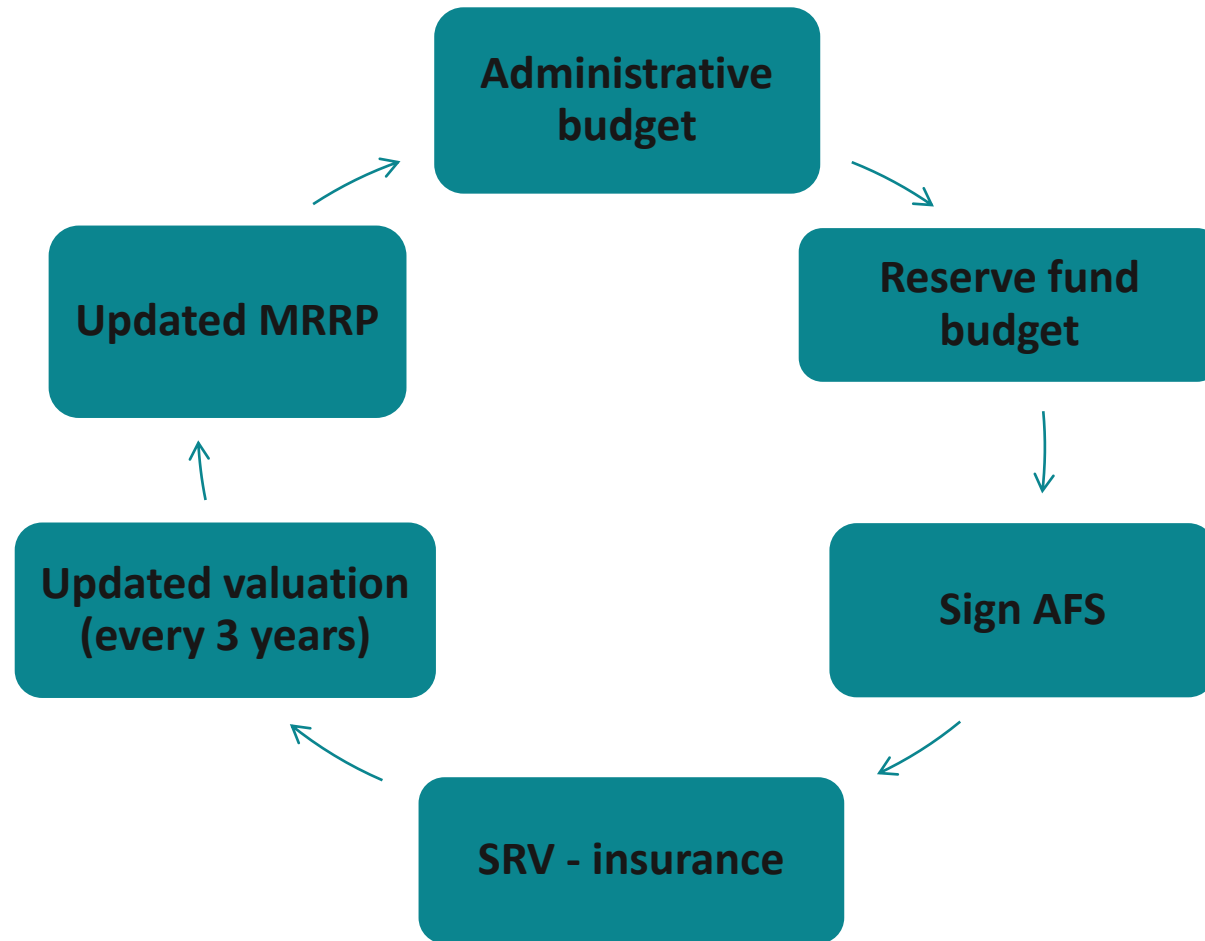 Administrative
budget
Reserve fund
budget
Sign AFS
SRV - insurance
Updated valuation
(every 3 years)
Updated MRRP